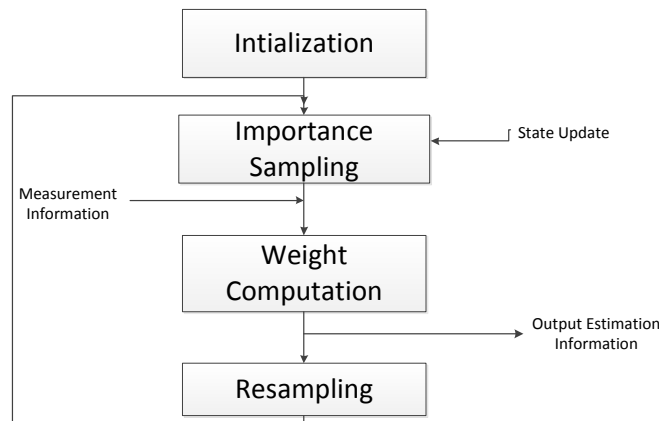 Intialization
Importance
Sampling
State Update
Measurement
Information
Weight
Computation
Output Estimation
Information
Resampling